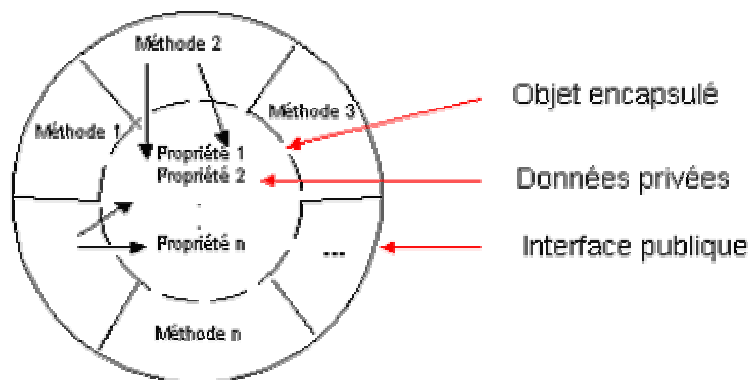 Méthode 2
Méthode 3
Méthode 1
Propriété 1
Propriété 2
.
.
Propriété n
...
Méthode n
Objet encapsulé
Données privées
Interface publique